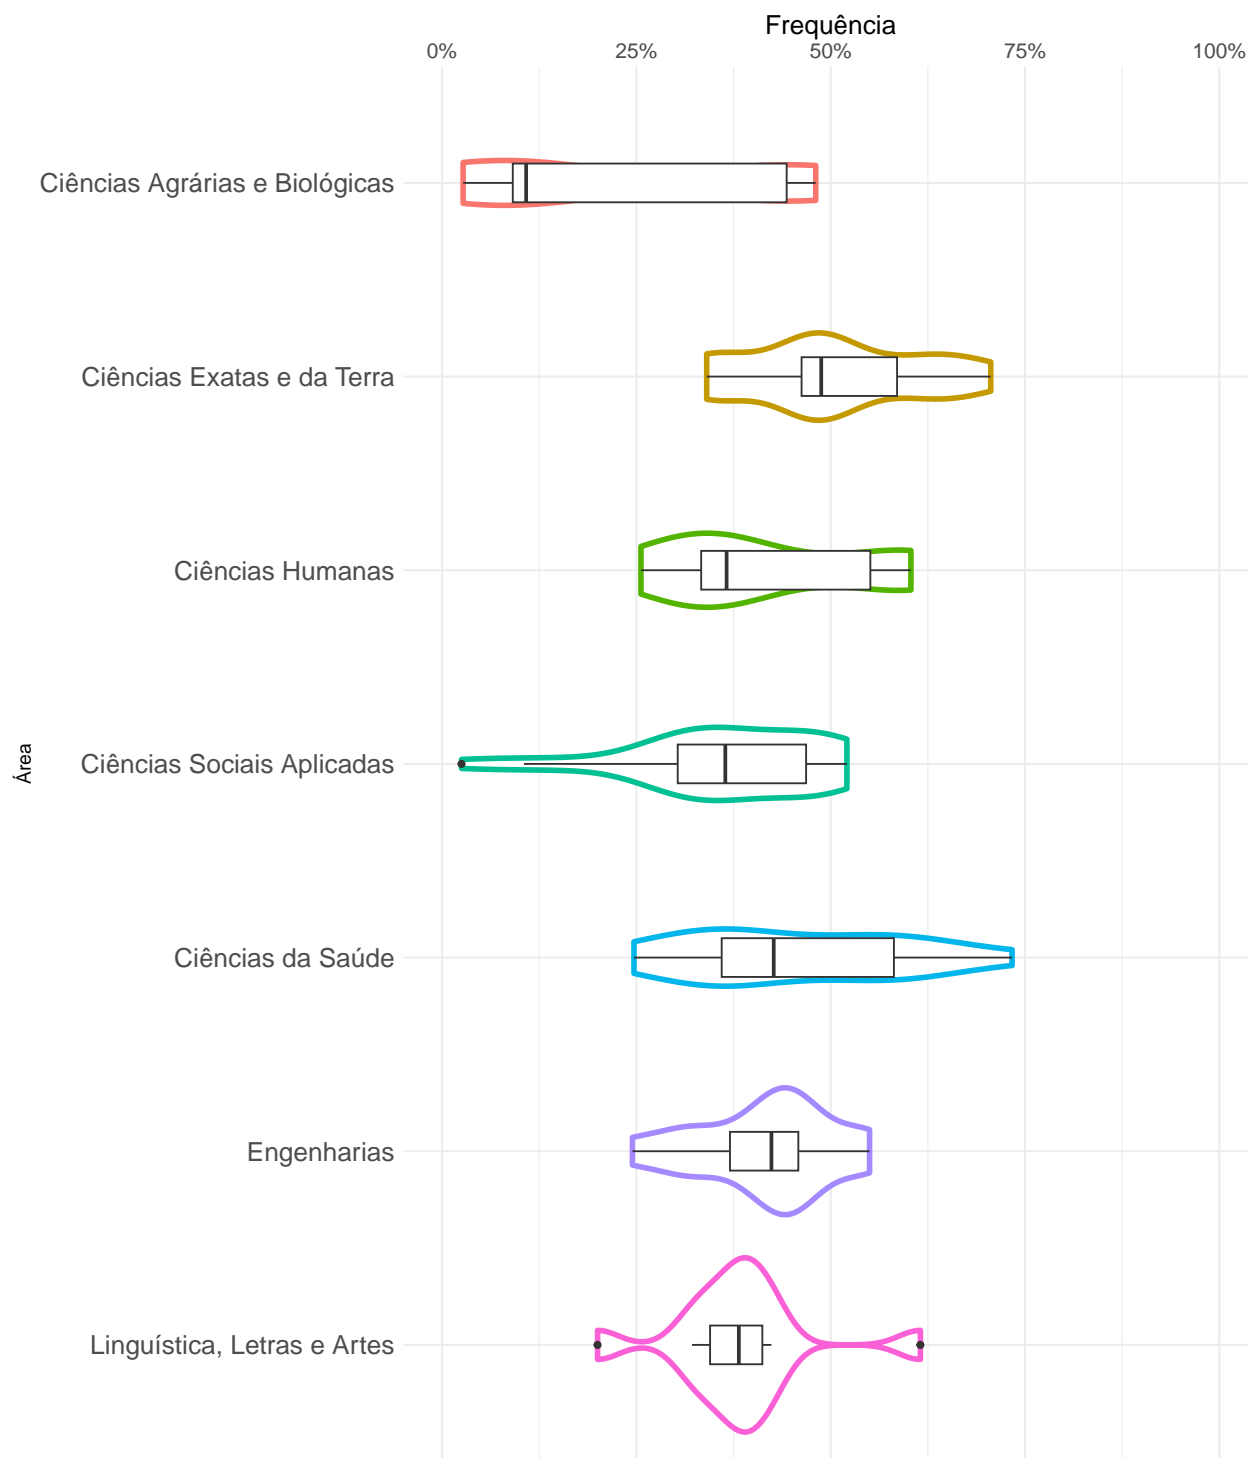 Frequência
0% 25% 50% 75% 100%
Ciências Agrárias e Biológicas
Ciências Exatas e da Terra
Ciências Humanas
Ciências Sociais Aplicadas
Área
Ciências da Saúde
Engenharias
Linguística, Letras e Artes